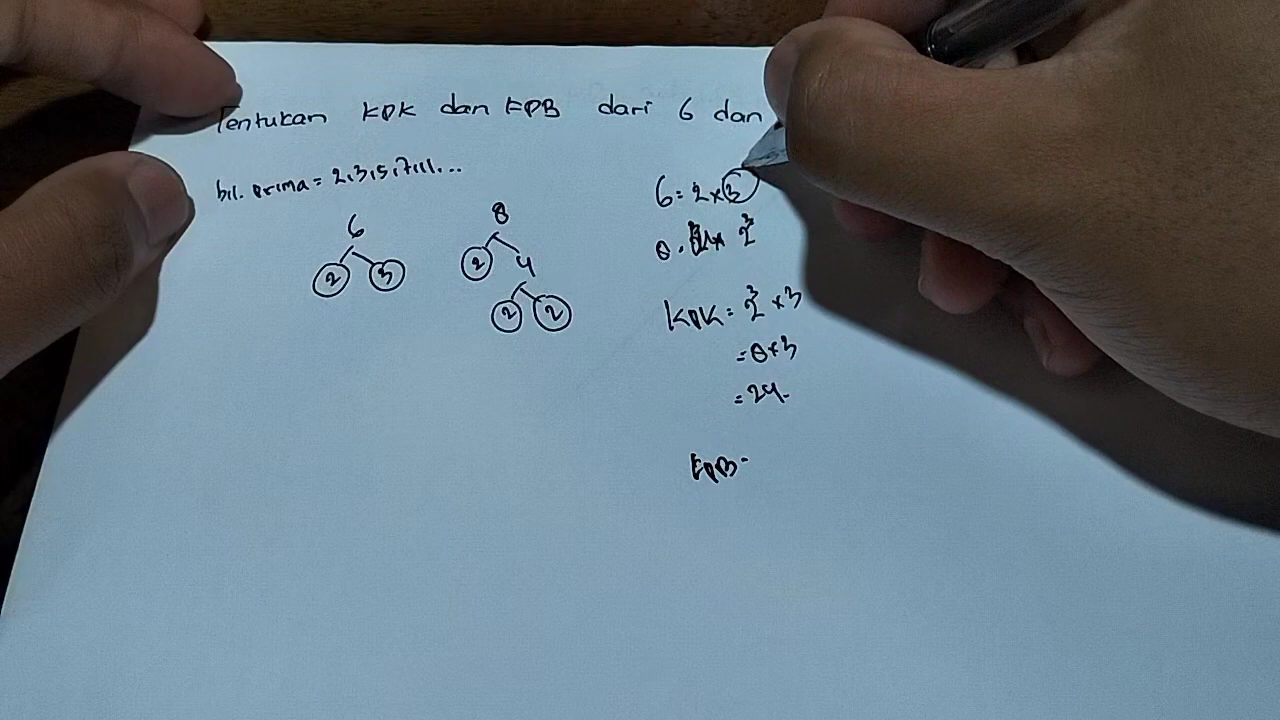 Tentukan KPK dan FPB dari 6 dan
bil. prima = 2,3,5,7,11,...
6
2 3
8
2 4
2 2
6 = 2 x 3
8 = 2³
KPK = 2³ x 3
= 8 x 3
= 24.
FPB =